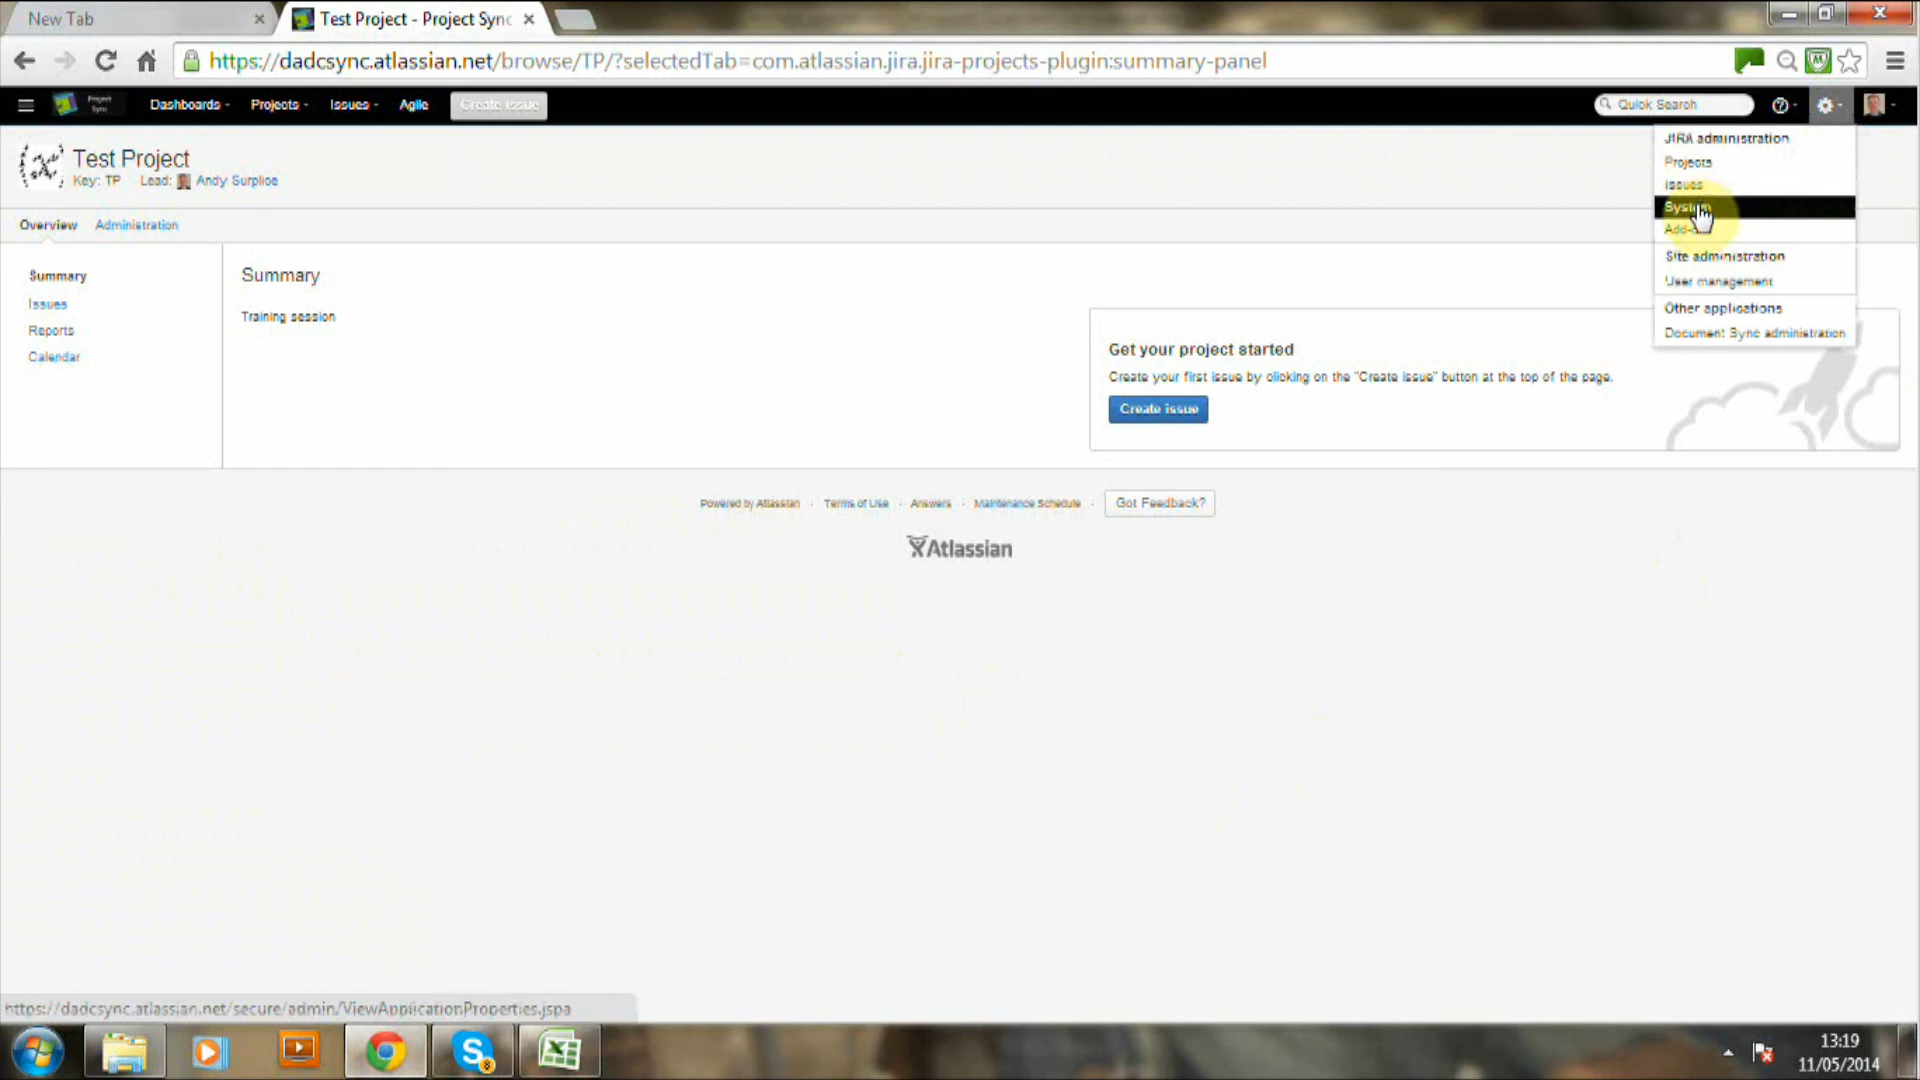 New Tab
Test Project - Project Sync
https://dadcsync.atlassian.net/browse/TP/?selectedTab=com.atlassian.jira.jira-projects-plugin:summary-panel
Project Sync
Dashboards
Projects
Issues
Agile
Create issue
Quick Search
Test Project
Key: TP Lead: Andy Surplice
Overview
Administration
JIRA administration
Projects
Issues
System
Site administration
User management
Other applications
Document Sync administration
Summary
Issues
Reports
Calendar
Summary
Training session
Get your project started
Create your first issue by clicking on the "Create issue" button at the top of the page.
Create issue
Powered by Atlassian · Terms of Use · Answers · Maintenance Schedule · Got Feedback?
Atlassian
https://dadcsync.atlassian.net/secure/admin/ViewApplicationProperties.jspa
13:19
11/05/2014